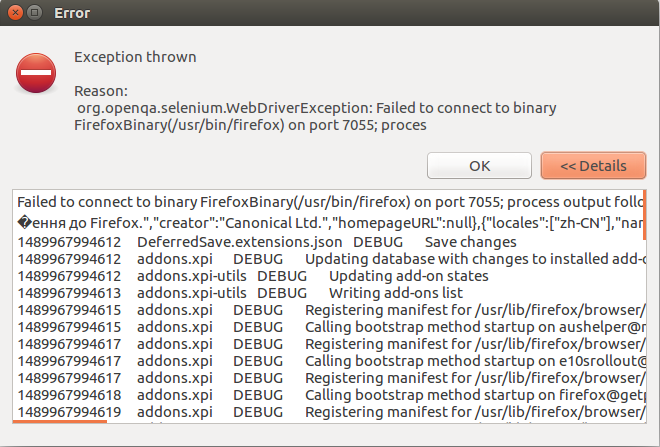 Error
Exception thrown
Reason:
org.openqa.selenium.WebDriverException: Failed to connect to binary
FirefoxBinary(/usr/bin/firefox) on port 7055; proces
OK
<< Details
Failed to connect to binary FirefoxBinary(/usr/bin/firefox) on port 7055; process output follo
�ення до Firefox.","creator":"Canonical Ltd.","homepageURL":null},{"locales":["zh-CN"],"nar
1489967994612 DeferredSave.extensions.json DEBUG Save changes
1489967994612 addons.xpi DEBUG Updating database with changes to installed add-o
1489967994612 addons.xpi-utils DEBUG Updating add-on states
1489967994613 addons.xpi-utils DEBUG Writing add-ons list
1489967994615 addons.xpi DEBUG Registering manifest for /usr/lib/firefox/browser/
1489967994615 addons.xpi DEBUG Calling bootstrap method startup on aushelper@m
1489967994617 addons.xpi DEBUG Registering manifest for /usr/lib/firefox/browser/
1489967994617 addons.xpi DEBUG Calling bootstrap method startup on e10srollout@
1489967994617 addons.xpi DEBUG Registering manifest for /usr/lib/firefox/browser/
1489967994618 addons.xpi DEBUG Calling bootstrap method startup on firefox@getp
1489967994619 addons.xpi DEBUG Registering manifest for /usr/lib/firefox/browser/